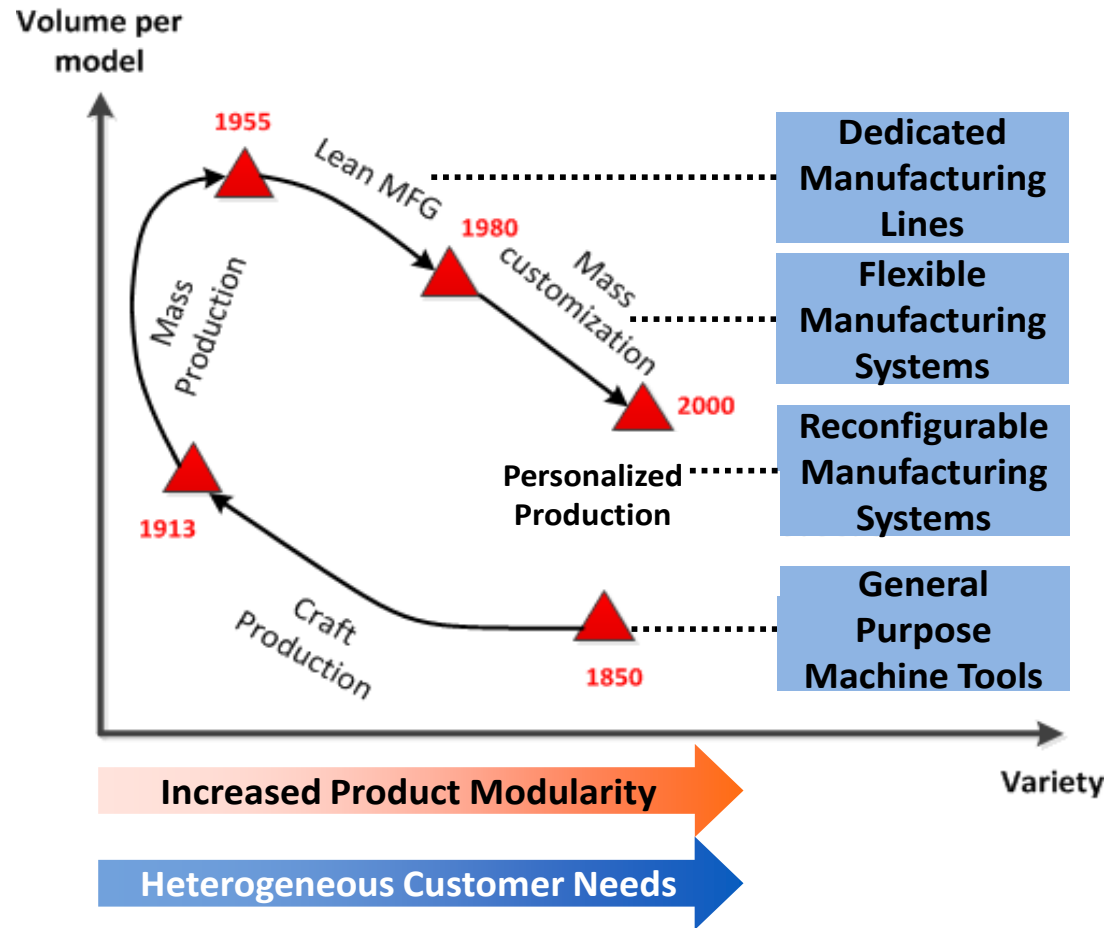 Volume per
model
1955
Lean MFG
Dedicated
Manufacturing
Lines
1980
Mass
customization
Flexible
Manufacturing
Systems
Mass
Production
2000
Reconfigurable
Manufacturing
Systems
Personalized
Production
1913
Craft
Production
1850
General
Purpose
Machine Tools
Variety
Increased Product Modularity
Heterogeneous Customer Needs